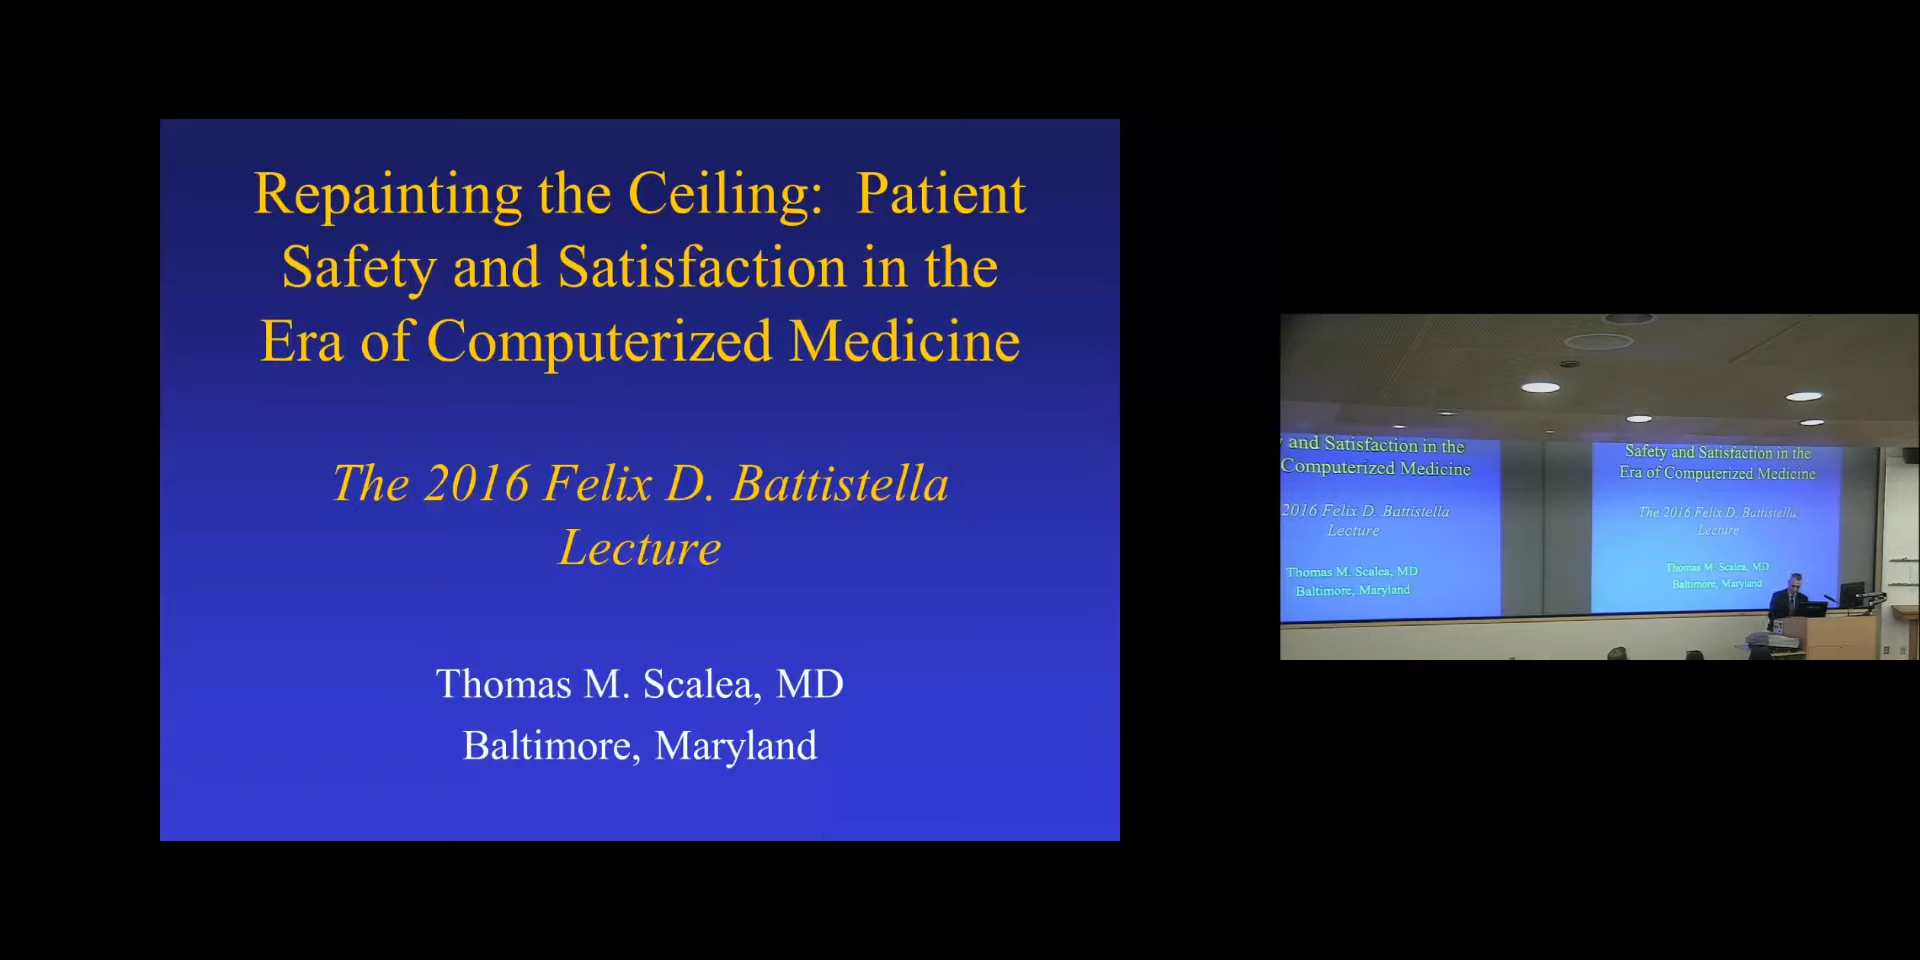 Repainting the Ceiling: Patient
Safety and Satisfaction in the
Era of Computerized Medicine
The 2016 Felix D. Battistella
Lecture
Thomas M. Scalea, MD
Baltimore, Maryland
and Satisfaction in the
Computerized Medicine
2016 Felix D. Battistella
Lecture
Thomas M. Scalea, MD
Baltimore, Maryland
Safety and Satisfaction in the
Era of Computerized Medicine
The 2016 Felix D. Battistella
Lecture
Thomas M. Scalea, MD
Baltimore, Maryland